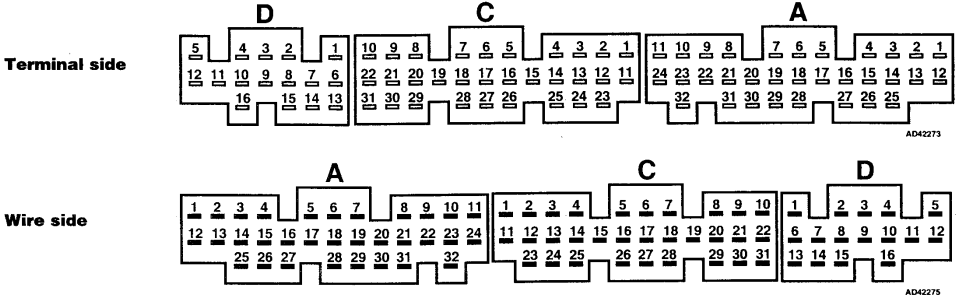 D C A
5 4 3 2 1 10 9 8 7 6 5 4 3 2 1 11 10 9 8 7 6 5 4 3 2 1
Terminal side
12 11 10 9 8 7 6 22 21 20 19 18 17 16 15 14 13 12 11 24 23 22 21 20 19 18 17 16 15 14 13 12
16 15 14 13 31 30 29 28 27 26 25 24 23 32 31 30 29 28 27 26 25
AD42273
A C D
1 2 3 4 5 6 7 8 9 10 11 1 2 3 4 5 6 7 8 9 10 1 2 3 4 5
Wire side
12 13 14 15 16 17 18 19 20 21 22 23 24 11 12 13 14 15 16 17 18 19 20 21 22 6 7 8 9 10 11 12
25 26 27 28 29 30 31 32 23 24 25 26 27 28 29 30 31 13 14 15 16
AD42275